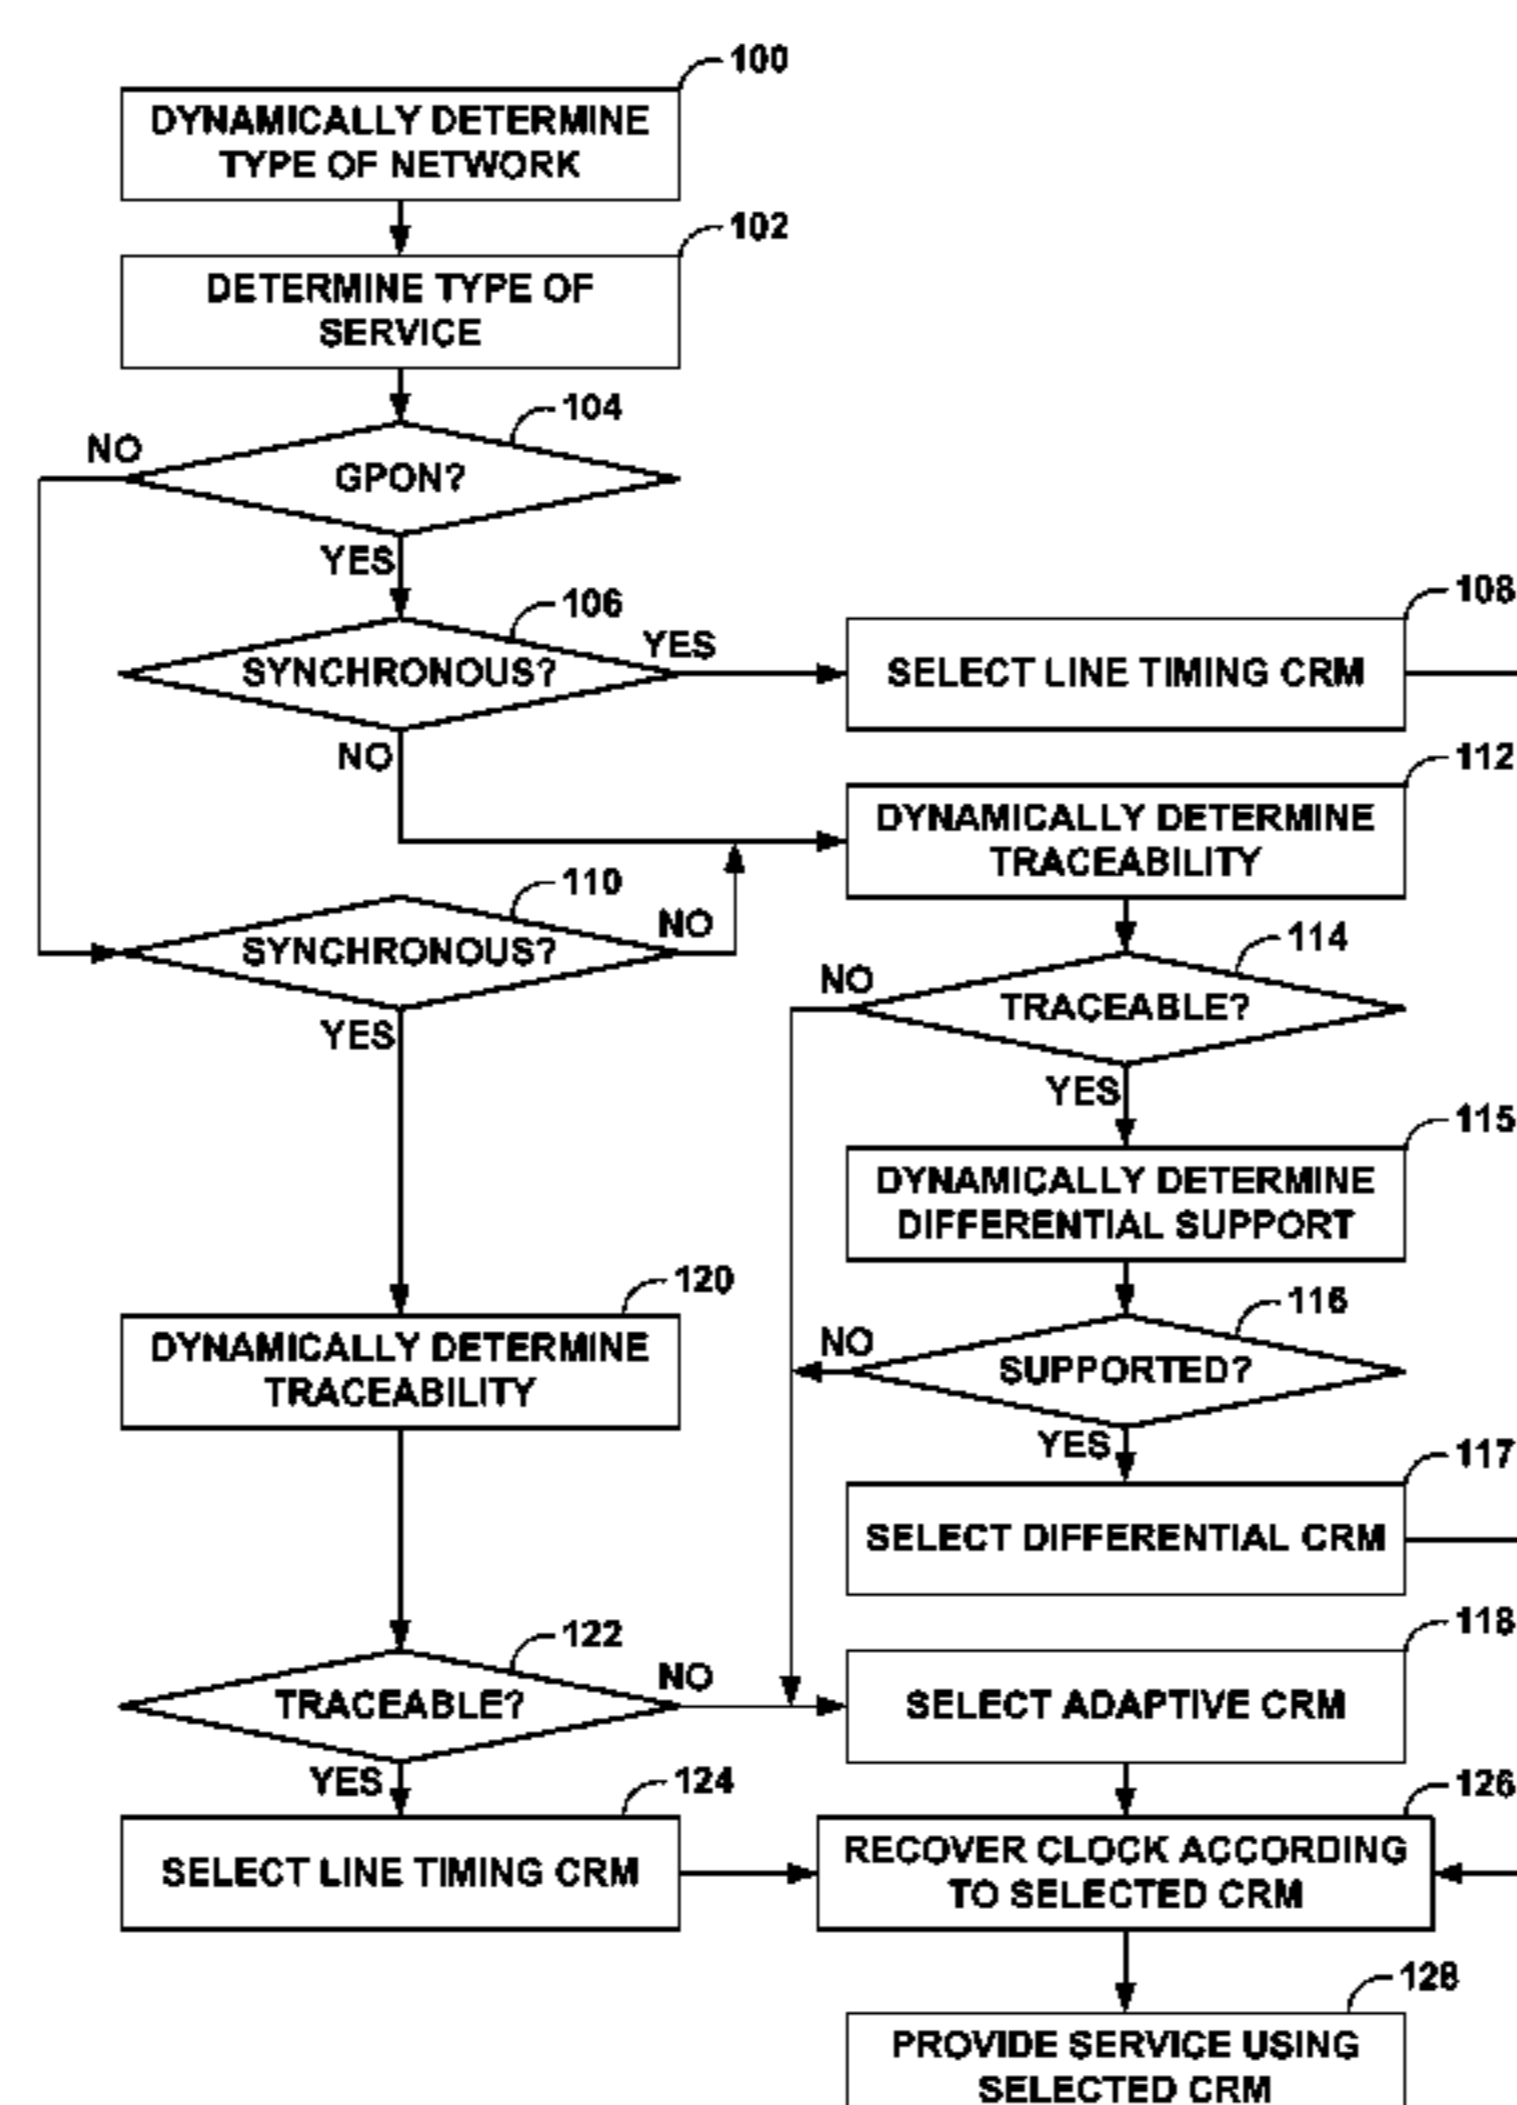 100
DYNAMICALLY DETERMINE
TYPE OF NETWORK
102
DETERMINE TYPE OF
SERVICE
104
NO
GPON?
YES
106
SYNCHRONOUS?
YES
NO
108
SELECT LINE TIMING CRM
112
DYNAMICALLY DETERMINE
TRACEABILITY
110
SYNCHRONOUS?
NO
YES
114
NO
TRACEABLE?
YES
115
DYNAMICALLY DETERMINE
DIFFERENTIAL SUPPORT
116
NO
SUPPORTED?
YES
117
SELECT DIFFERENTIAL CRM
120
DYNAMICALLY DETERMINE
TRACEABILITY
122
TRACEABLE?
NO
YES
118
SELECT ADAPTIVE CRM
124
SELECT LINE TIMING CRM
126
RECOVER CLOCK ACCORDING
TO SELECTED CRM
128
PROVIDE SERVICE USING
SELECTED CRM